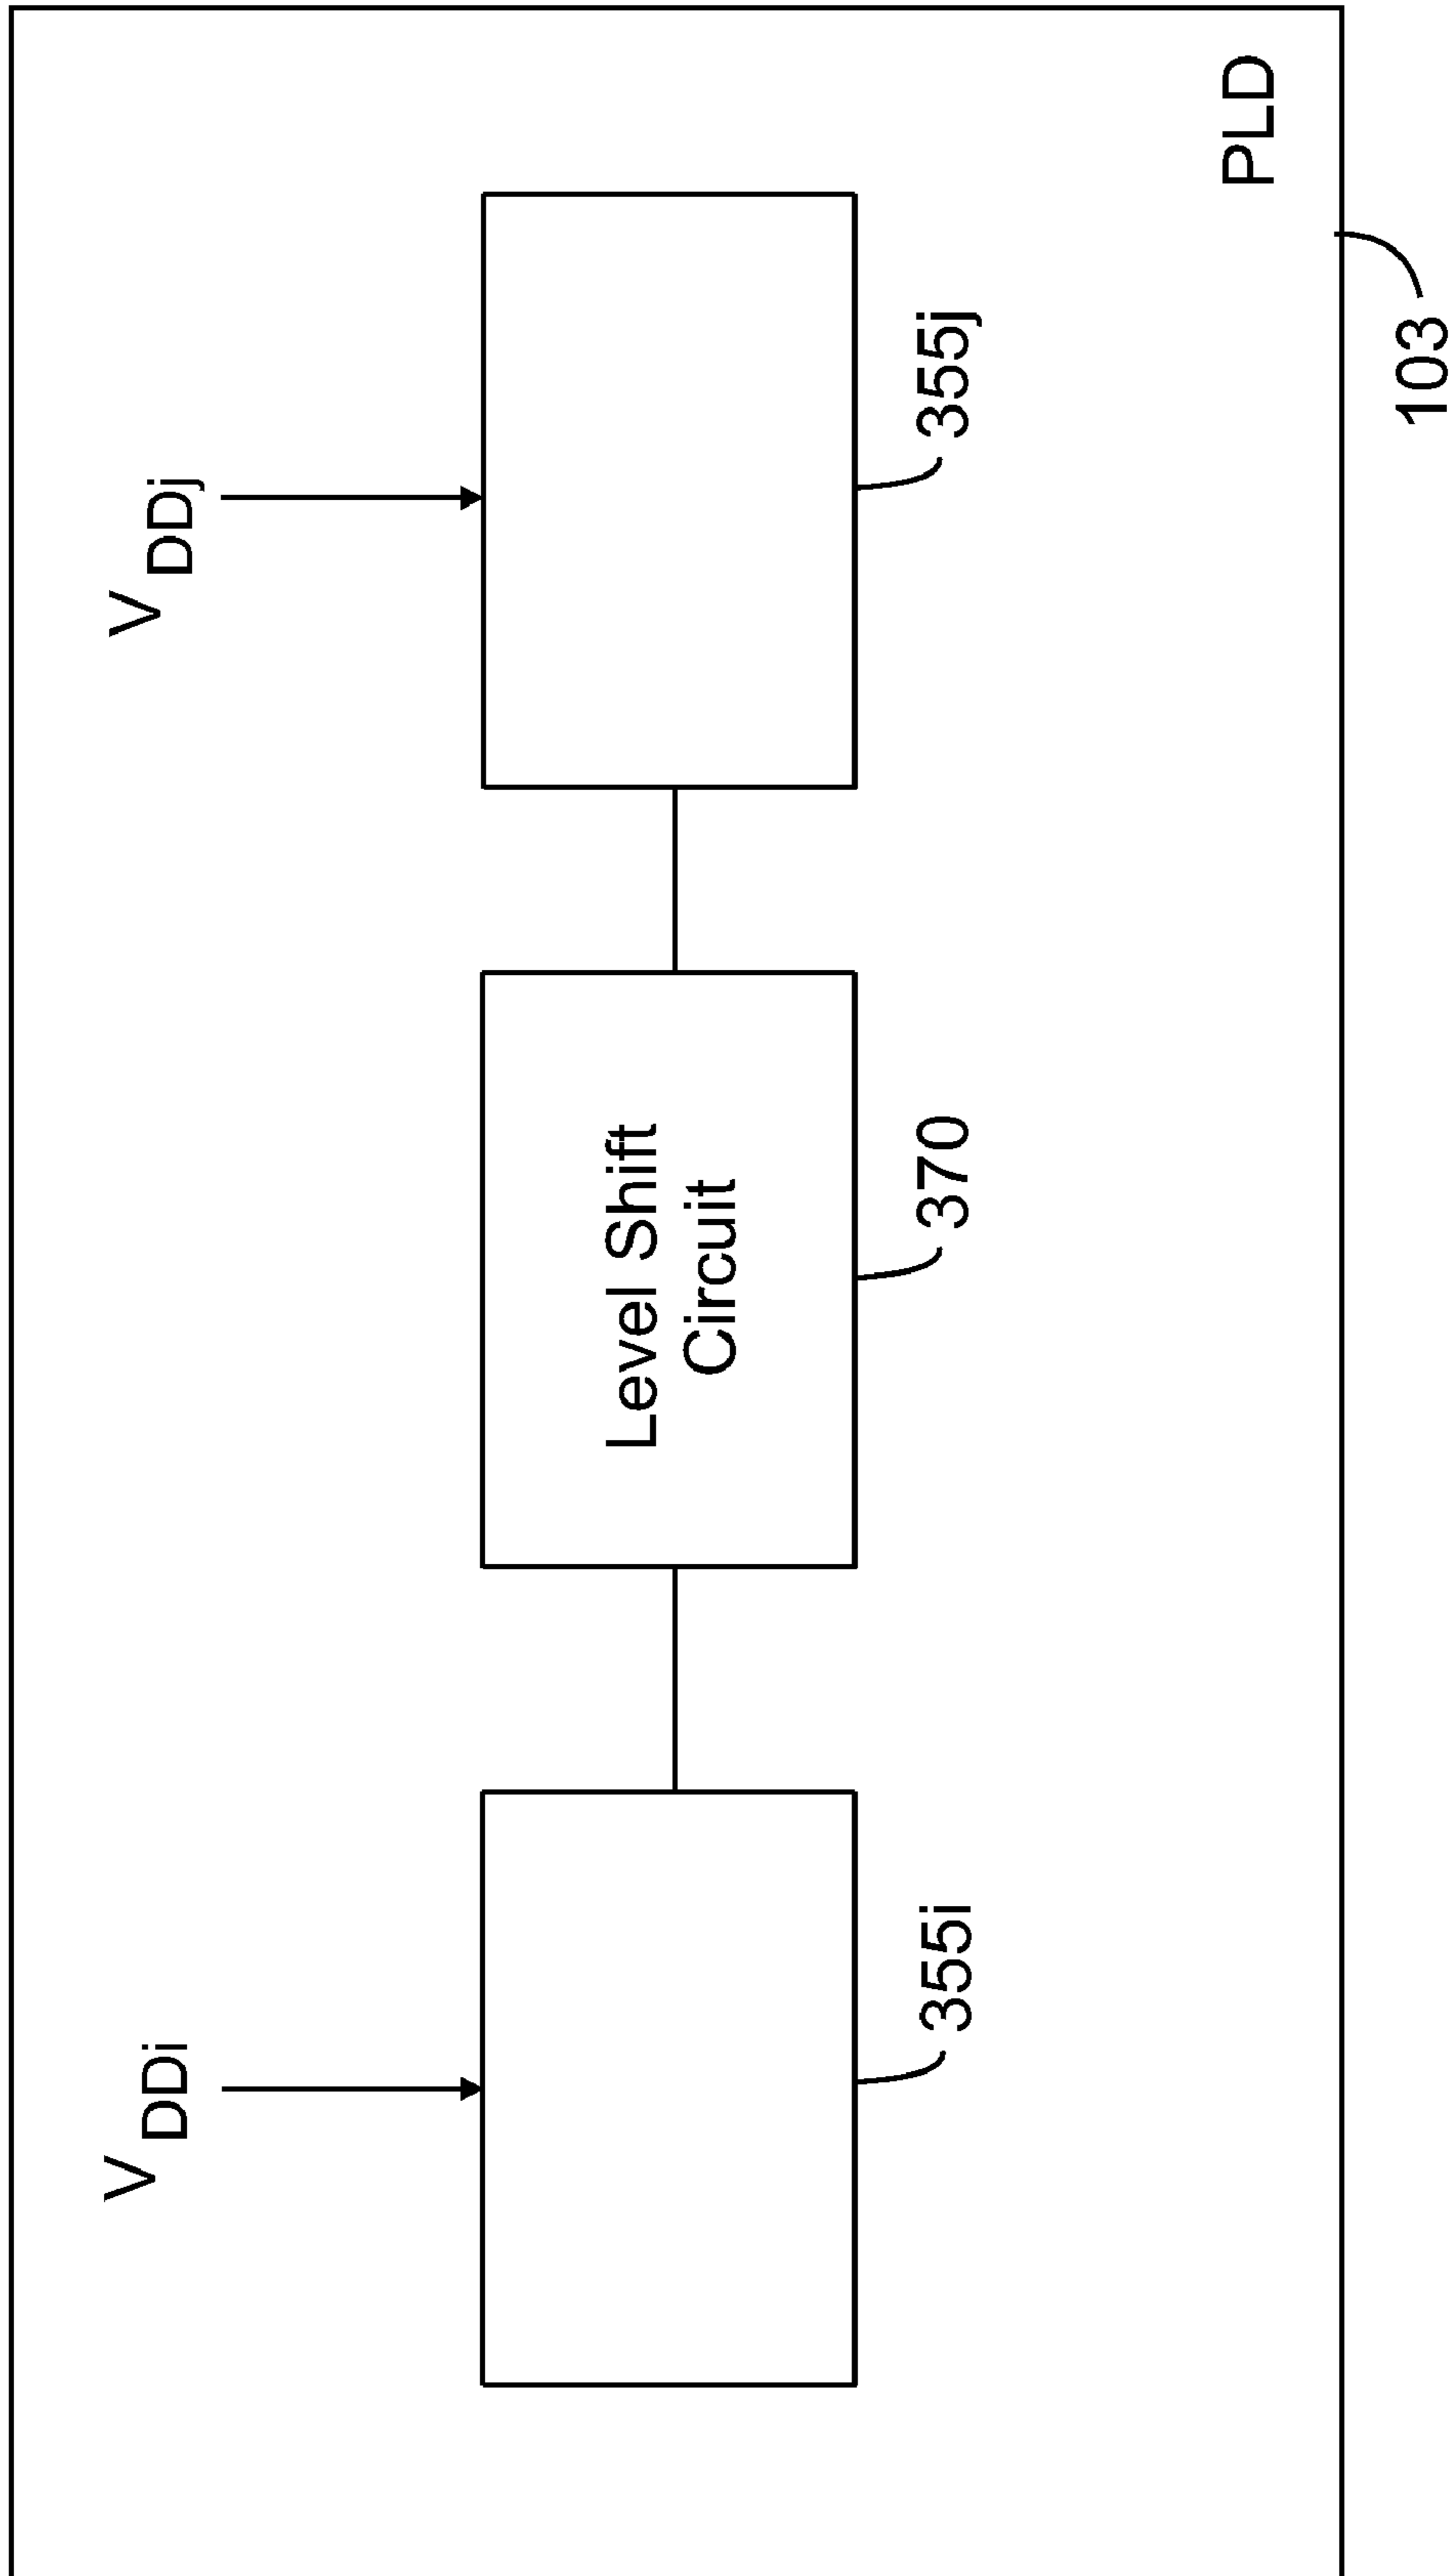 V DDi
V DDj
Level Shift
Circuit
355i
370
355j
PLD
103